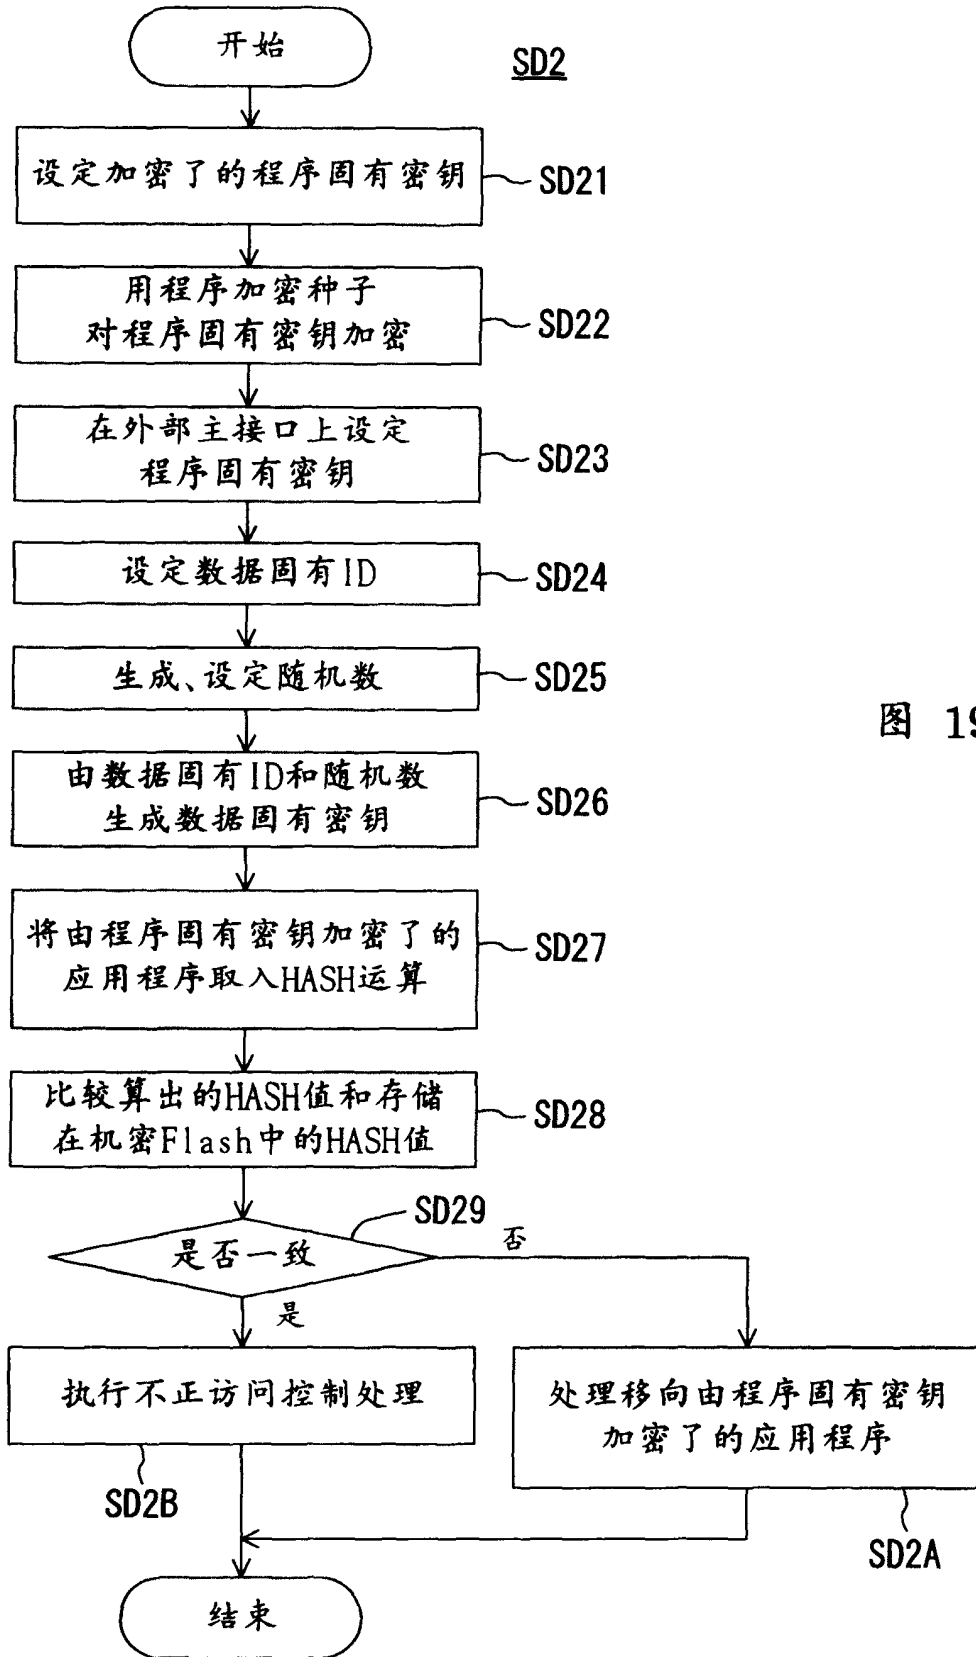 开始
SD2
设定加密了的程序固有密钥
SD21
用程序加密种子
对程序固有密钥加密
SD22
在外部主接口上设定
程序固有密钥
SD23
设定数据固有ID
SD24
生成、设定随机数
SD25
图 19
由数据固有ID和随机数
生成数据固有密钥
SD26
将由程序固有密钥加密了的
应用程序取入HASH运算
SD27
比较算出的HASH值和存储
在机密Flash中的HASH值
SD28
SD29
是否一致
否
是
执行不正访问控制处理
处理移向由程序固有密钥
加密了的应用程序
SD2B
SD2A
结束